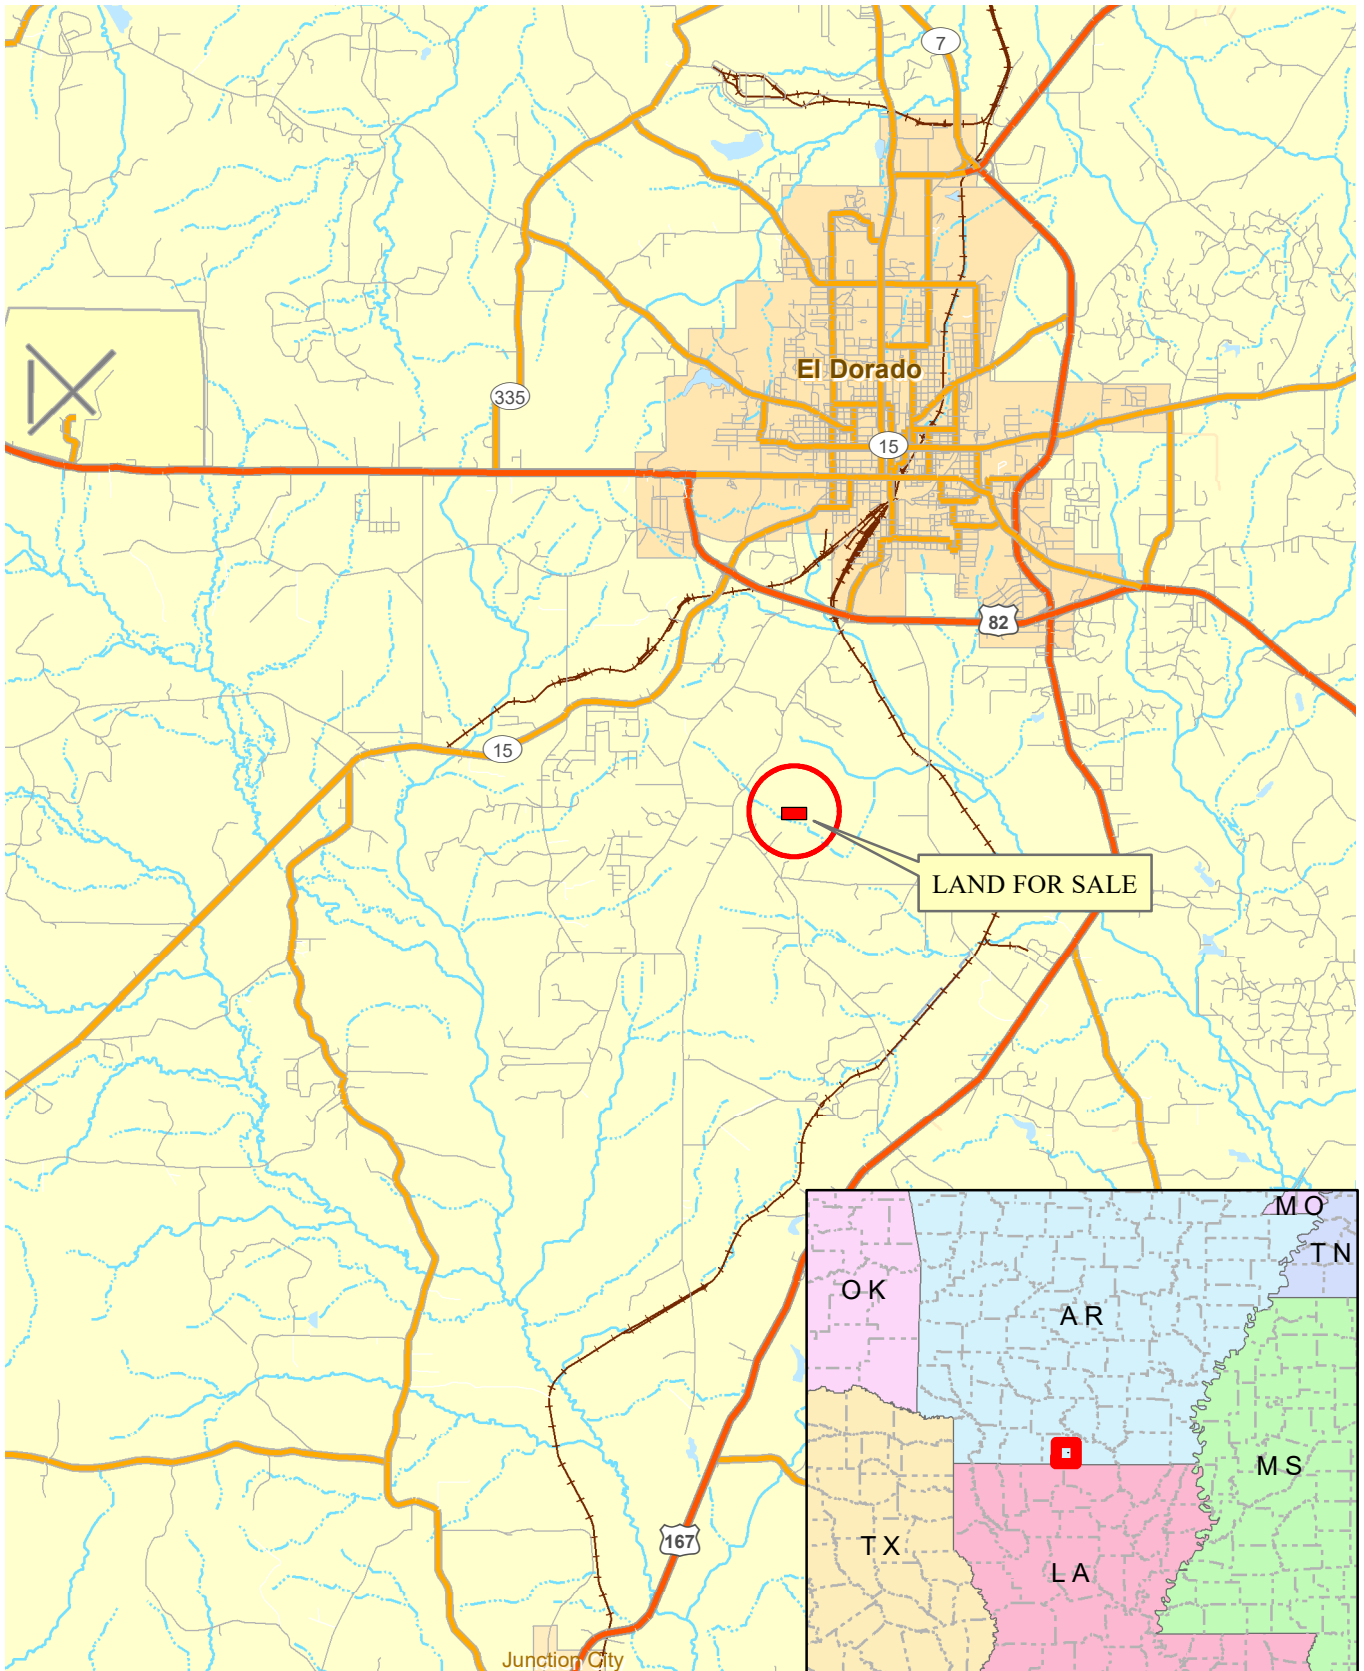 7
El Dorado
335
15
82
15
LAND FOR SALE
MO
TN
OK
AR
MS
167
TX
LA
Junction City